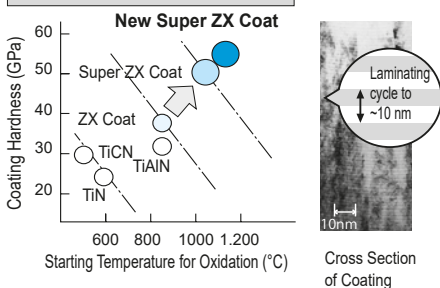 New Super ZX Coat
Coating Hardness (GPa)
60
50
40
30
20
Super ZX Coat
ZX Coat
TiCN
TiAlN
TiN
600 800 1000 1.200
Starting Temperature for Oxidation (°C)
Laminating
cycle to
~10 nm
10nm
Cross Section
of Coating